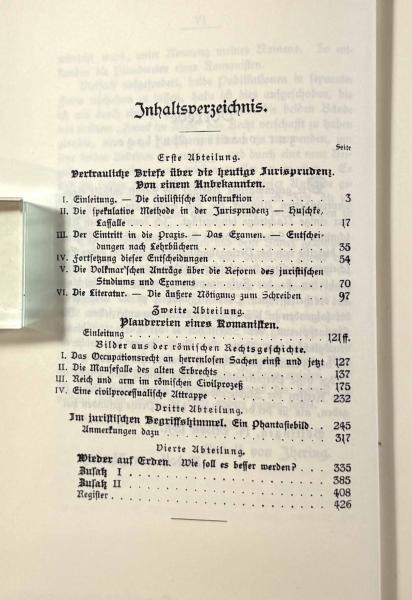 Inhaltsverzeichnis.
Seite
Erste Abteilung.
Vertrauliche Briefe über die heutige Jurisprudenz.
Von einem Unbekannten.
I. Einleitung. — Die civilistische Konstruktion . . . . . . . . 3
II. Die spekulative Methode in der Jurisprudenz — Huschke,
Lassalle . . . . . . . . 17
III. Der Eintritt in die Praxis. — Das Examen. — Entschei-
dungen nach Lehrbüchern . . . . . . . . 35
IV. Fortsetzung dieser Entscheidungen . . . . . . . . 54
V. Die Volkmar'schen Anträge über die Reform des juristischen
Studiums und Examens . . . . . . . . 70
VI. Die Literatur. — Die äußere Nötigung zum Schreiben . . 97
Zweite Abteilung.
Plaudereien eines Romanisten.
Einleitung . . . . . . . . 121 ff.
Bilder aus der römischen Rechtsgeschichte.
I. Das Occupationsrecht an herrenlosen Sachen einst und jetzt 127
II. Die Mausefalle des alten Erbrechts . . . . . . . . 137
III. Reich und arm im römischen Civilprozeß . . . . . . . . 175
IV. Eine civilprocessualische Attrappe . . . . . . . . 232
Dritte Abteilung.
Im juristischen Begriffshimmel. Ein Phantasiebild . . 245
Anmerkungen dazu . . . . . . . . 317
Vierte Abteilung.
Wieder auf Erden. Wie soll es besser werden? . . . . 335
Zusatz I . . . . . . . . 385
Zusatz II . . . . . . . . 408
Register . . . . . . . . 426